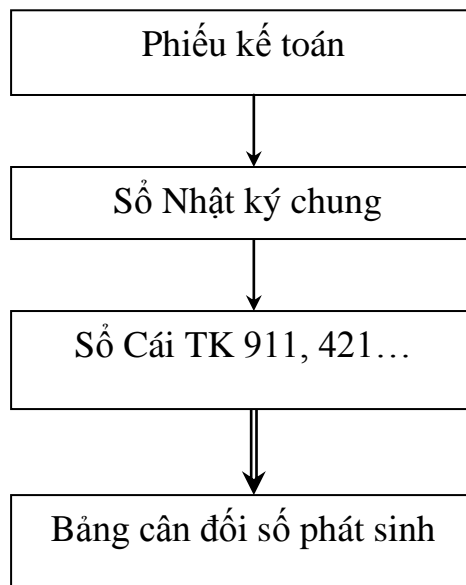 Phiếu kế toán
Sổ Nhật ký chung
Sổ Cái TK 911, 421…
Bảng cân đối số phát sinh